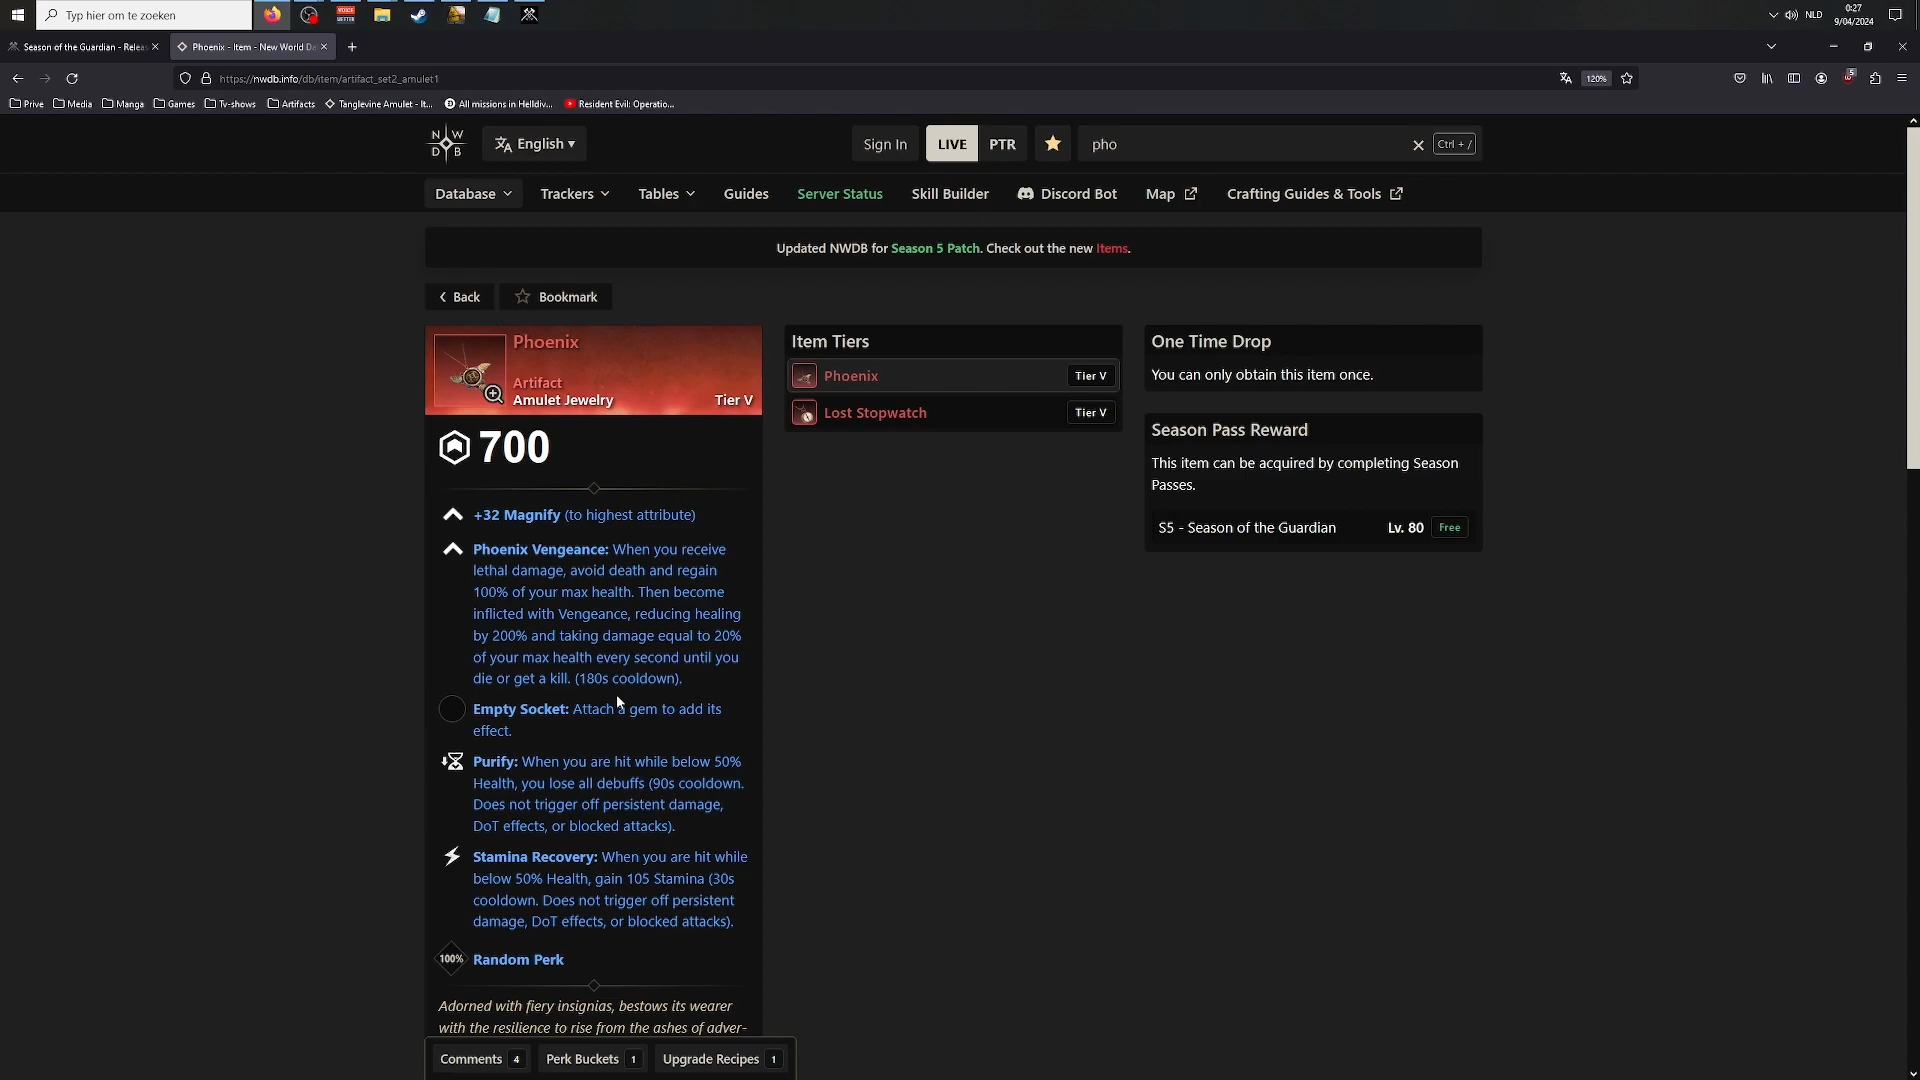 Typ hier om te zoeken
VOICE
MEETER
NLD
0:27
9/04/2024
Season of the Guardian - Relea
Phoenix - Item - New World Da
https://nwdb.info/db/item/artifact_set2_amulet1
120%
5
Prive
Media
Manga
Games
Tv-shows
Artifacts
Tanglevine Amulet - It...
All missions in Helldiv...
Resident Evil: Operatio...
N W
D B
English
Sign In
LIVE
PTR
pho
Ctrl + /
Database
Trackers
Tables
Guides
Server Status
Skill Builder
Discord Bot
Map
Crafting Guides & Tools
Updated NWDB for Season 5 Patch. Check out the new Items.
Back
Bookmark
Phoenix
Artifact
Amulet Jewelry
Tier V
700
+32 Magnify (to highest attribute)
Phoenix Vengeance: When you receive
lethal damage, avoid death and regain
100% of your max health. Then become
inflicted with Vengeance, reducing healing
by 200% and taking damage equal to 20%
of your max health every second until you
die or get a kill. (180s cooldown).
Empty Socket: Attach a gem to add its
effect.
Purify: When you are hit while below 50%
Health, you lose all debuffs (90s cooldown.
Does not trigger off persistent damage,
DoT effects, or blocked attacks).
Stamina Recovery: When you are hit while
below 50% Health, gain 105 Stamina (30s
cooldown. Does not trigger off persistent
damage, DoT effects, or blocked attacks).
100%
Random Perk
Adorned with fiery insignias, bestows its wearer
with the resilience to rise from the ashes of adver-
Item Tiers
Phoenix
Tier V
Lost Stopwatch
Tier V
One Time Drop
You can only obtain this item once.
Season Pass Reward
This item can be acquired by completing Season
Passes.
S5 - Season of the Guardian
Lv. 80
Free
Comments 4
Perk Buckets 1
Upgrade Recipes 1